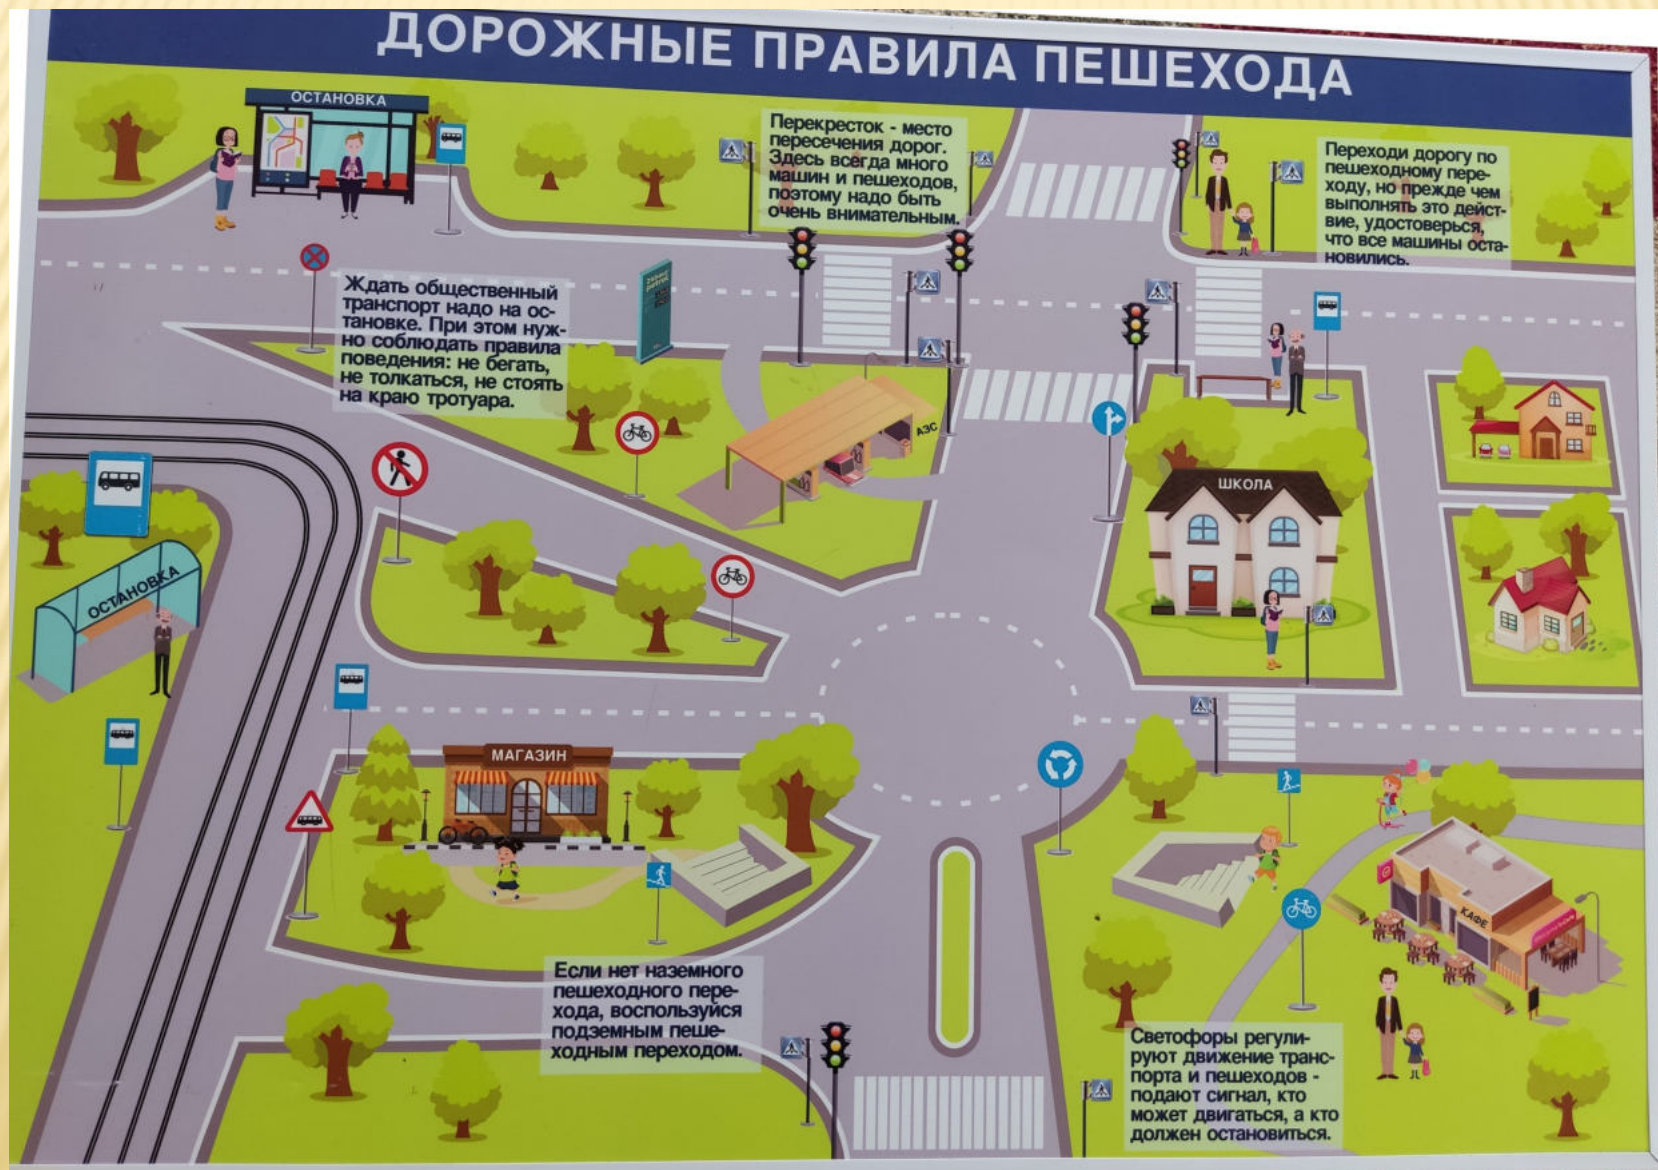 ДОРОЖНЫЕ ПРАВИЛА ПЕШЕХОДА
ОСТАНОВКА
Перекресток - место
пересечения дорог.
Здесь всегда много
машин и пешеходов,
поэтому надо быть
очень внимательным.
Переходи дорогу по
пешеходному пере-
ходу, но прежде чем
выполнять это дейст-
вие, удостоверься,
что все машины оста-
новились.
Ждать общественный
транспорт надо на ос-
тановке. При этом нуж-
но соблюдать правила
поведения: не бегать,
не толкаться, не стоять
на краю тротуара.
АЗС
ШКОЛА
ОСТАНОВКА
МАГАЗИН
КАФЕ
Если нет наземного
пешеходного пере-
хода, воспользуйся
подземным пеше-
ходным переходом.
Светофоры регули-
руют движение транс-
порта и пешеходов -
подают сигнал, кто
может двигаться, а кто
должен остановиться.